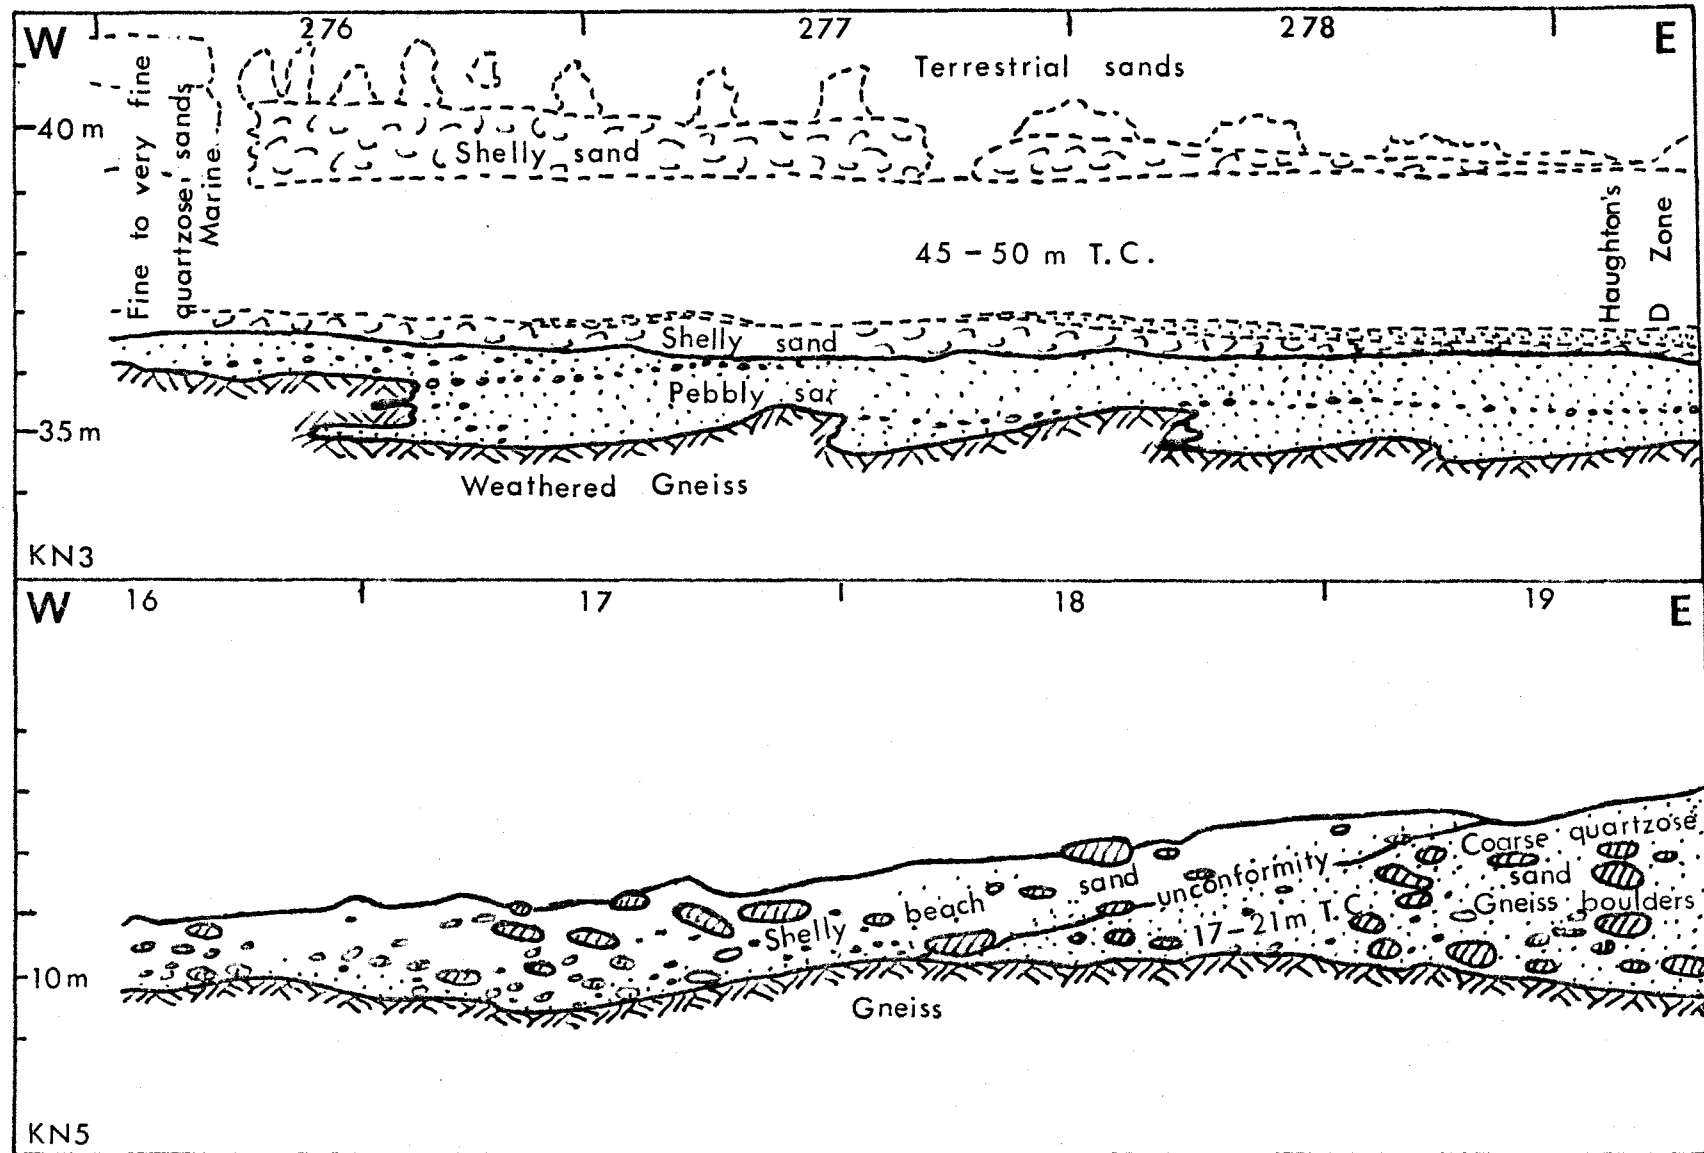 W 276 277 278 E
Terrestrial sands
40 m
Fine to very fine
quartzose sands
Marine
Shelly sand
45 - 50 m T.C.
Haughton's
D Zone
Shelly sand
Pebbly
35 m
Weathered Gneiss
KN3
W 16 17 18 19 E
Coarse quartzose
sand
Gneiss boulders
unconformity
Shelly beach sand
17 - 21 m T.C.
10 m
Gneiss
KN5